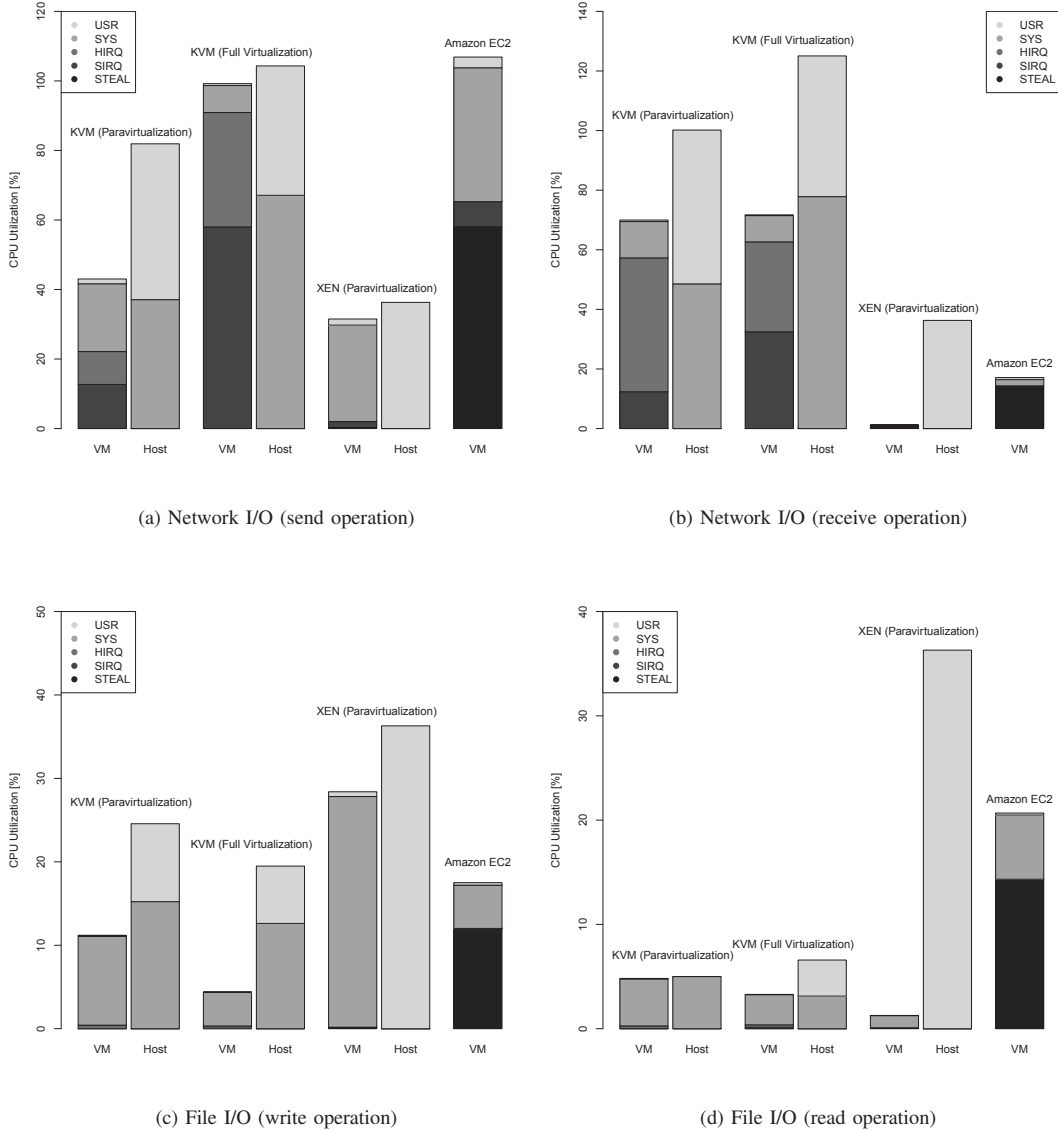 120
100
80
60
40
20
0
CPU Utilization [%]
USR
SYS
HIRQ
SIRQ
STEAL
KVM (Paravirtualization)
KVM (Full Virtualization)
XEN (Paravirtualization)
Amazon EC2
VM Host VM Host VM Host VM
(a) Network I/O (send operation)
140
120
100
80
60
40
20
0
CPU Utilization [%]
USR
SYS
HIRQ
SIRQ
STEAL
KVM (Full Virtualization)
KVM (Paravirtualization)
XEN (Paravirtualization)
Amazon EC2
VM Host VM Host VM Host VM
(b) Network I/O (receive operation)
50
40
30
20
10
0
CPU Utilization [%]
USR
SYS
HIRQ
SIRQ
STEAL
KVM (Paravirtualization)
KVM (Full Virtualization)
XEN (Paravirtualization)
Amazon EC2
VM Host VM Host VM Host VM
(c) File I/O (write operation)
40
30
20
10
0
CPU Utilization [%]
USR
SYS
HIRQ
SIRQ
STEAL
XEN (Paravirtualization)
Amazon EC2
KVM (Full Virtualization)
KVM (Paravirtualization)
VM Host VM Host VM Host VM
(d) File I/O (read operation)